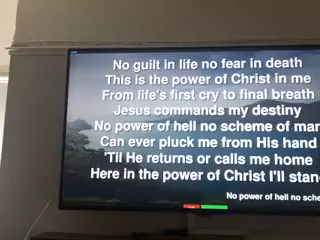 No guilt in life no fear in death
This is the power of Christ in me
From life's first cry to final breath
Jesus commands my destiny
No power of hell no scheme of man
Can ever pluck me from His hand
'Til He returns or calls me home
Here in the power of Christ I'll stan
No power of hell no sche